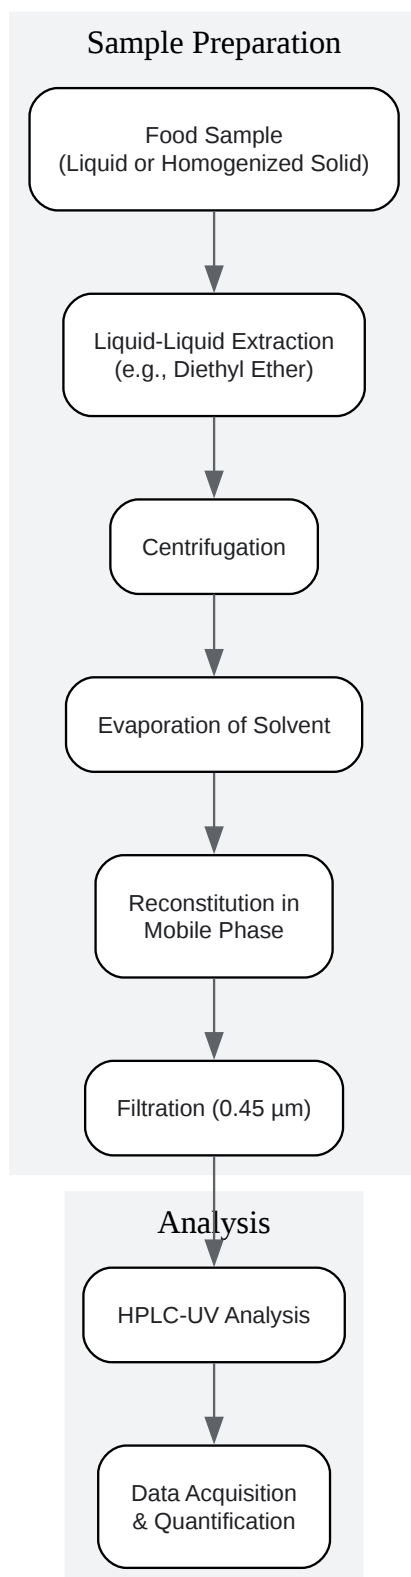 Sample Preparation
Food Sample
(Liquid or Homogenized Solid)
Liquid-Liquid Extraction
(e.g., Diethyl Ether)
Centrifugation
Evaporation of Solvent
Reconstitution in
Mobile Phase
Filtration (0.45 µm)
Analysis
HPLC-UV Analysis
Data Acquisition
& Quantification